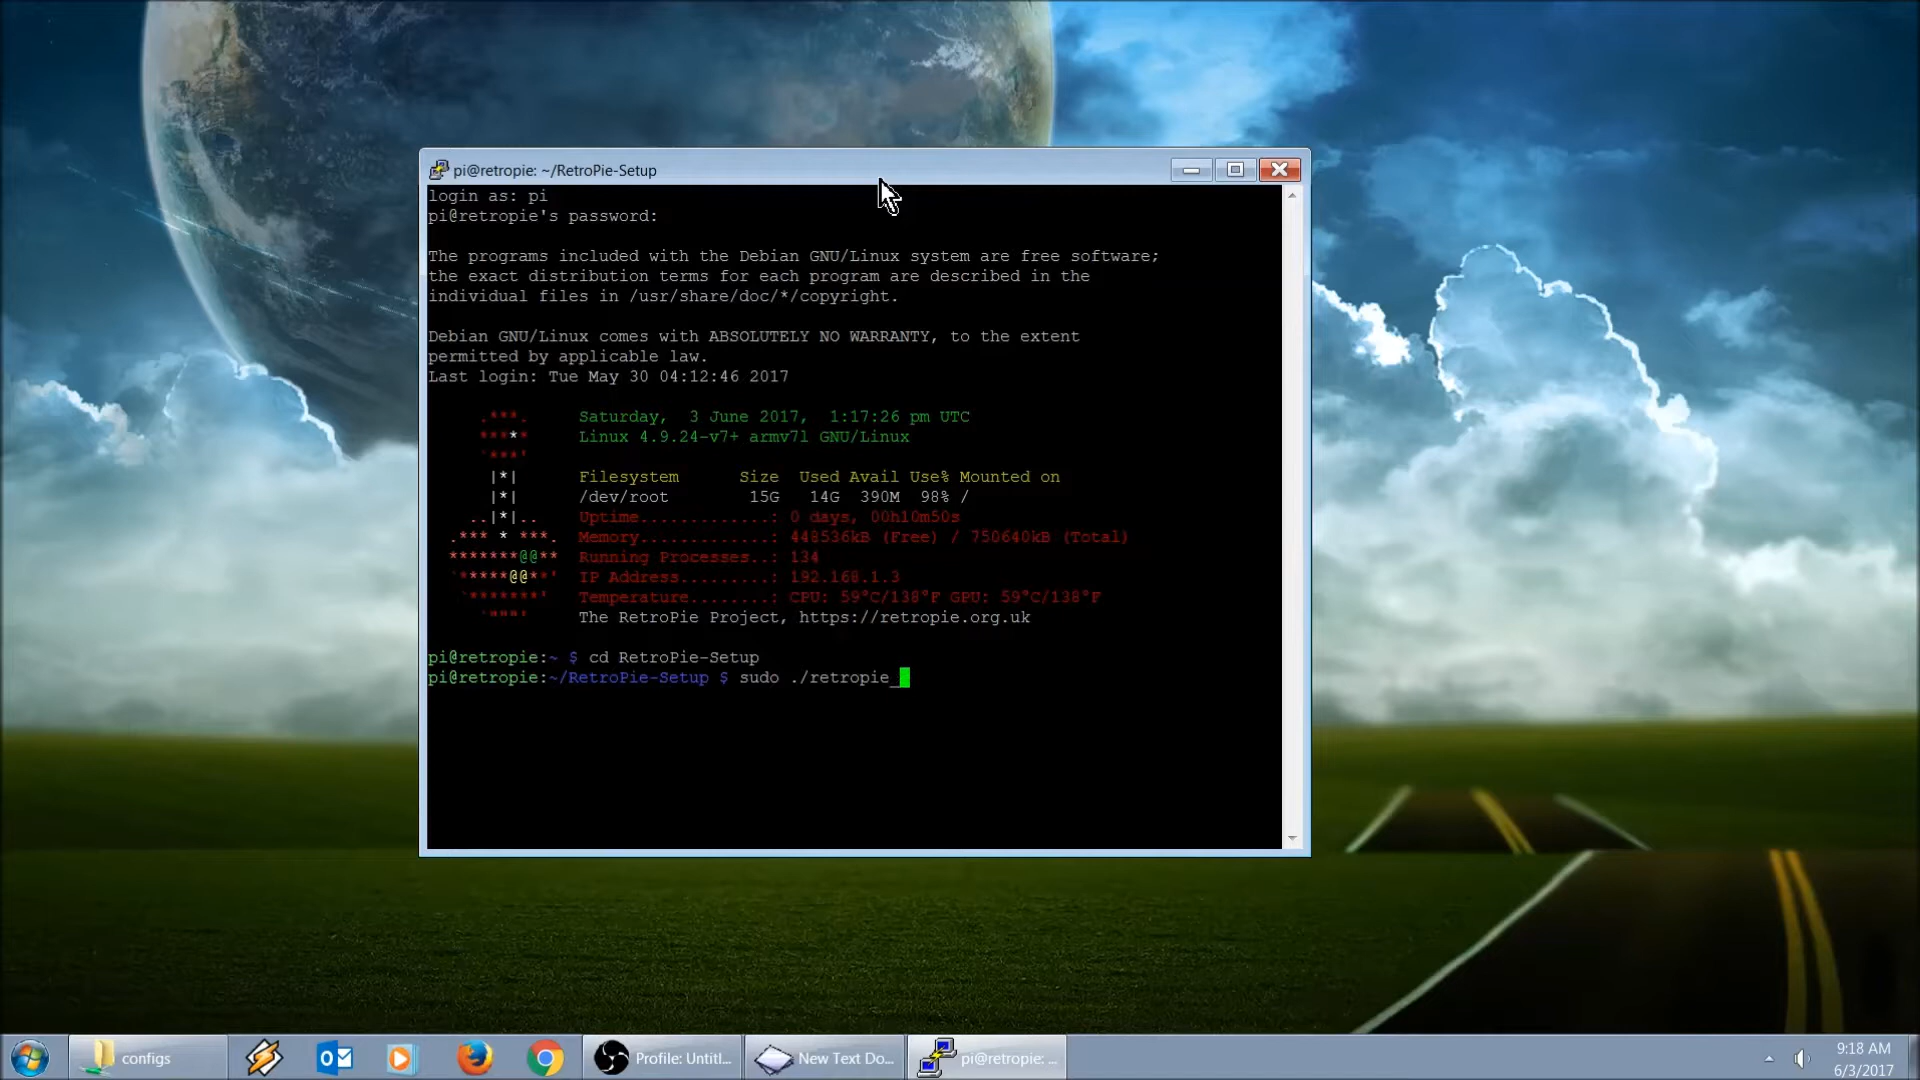 pi@retropie: ~/RetroPie-Setup
login as: pi
pi@retropie's password:
The programs included with the Debian GNU/Linux system are free software;
the exact distribution terms for each program are described in the
individual files in /usr/share/doc/*/copyright.
Debian GNU/Linux comes with ABSOLUTELY NO WARRANTY, to the extent
permitted by applicable law.
Last login: Tue May 30 04:12:46 2017
.***.    Saturday,  3 June 2017,  1:17:26 pm UTC
*****    Linux 4.9.24-v7+ armv7l GNU/Linux
`***'
|*|    Filesystem      Size  Used Avail Use% Mounted on
|*|    /dev/root        15G   14G  390M  98% /
..|*|..    Uptime.............: 0 days, 00h10m50s
.*** * ***.    Memory.............: 448536kB (Free) / 750640kB (Total)
*******@@**    Running Processes..: 134
`*****@@**'    IP Address.........: 192.168.1.3
`*******'    Temperature........: CPU: 59°C/138°F GPU: 59°C/138°F
`"""'    The RetroPie Project, https://retropie.org.uk
pi@retropie:~ $ cd RetroPie-Setup
pi@retropie:~/RetroPie-Setup $ sudo ./retropie_
configs
Profile: Untitl...
New Text Do...
pi@retropie: ...
9:18 AM
6/3/2017